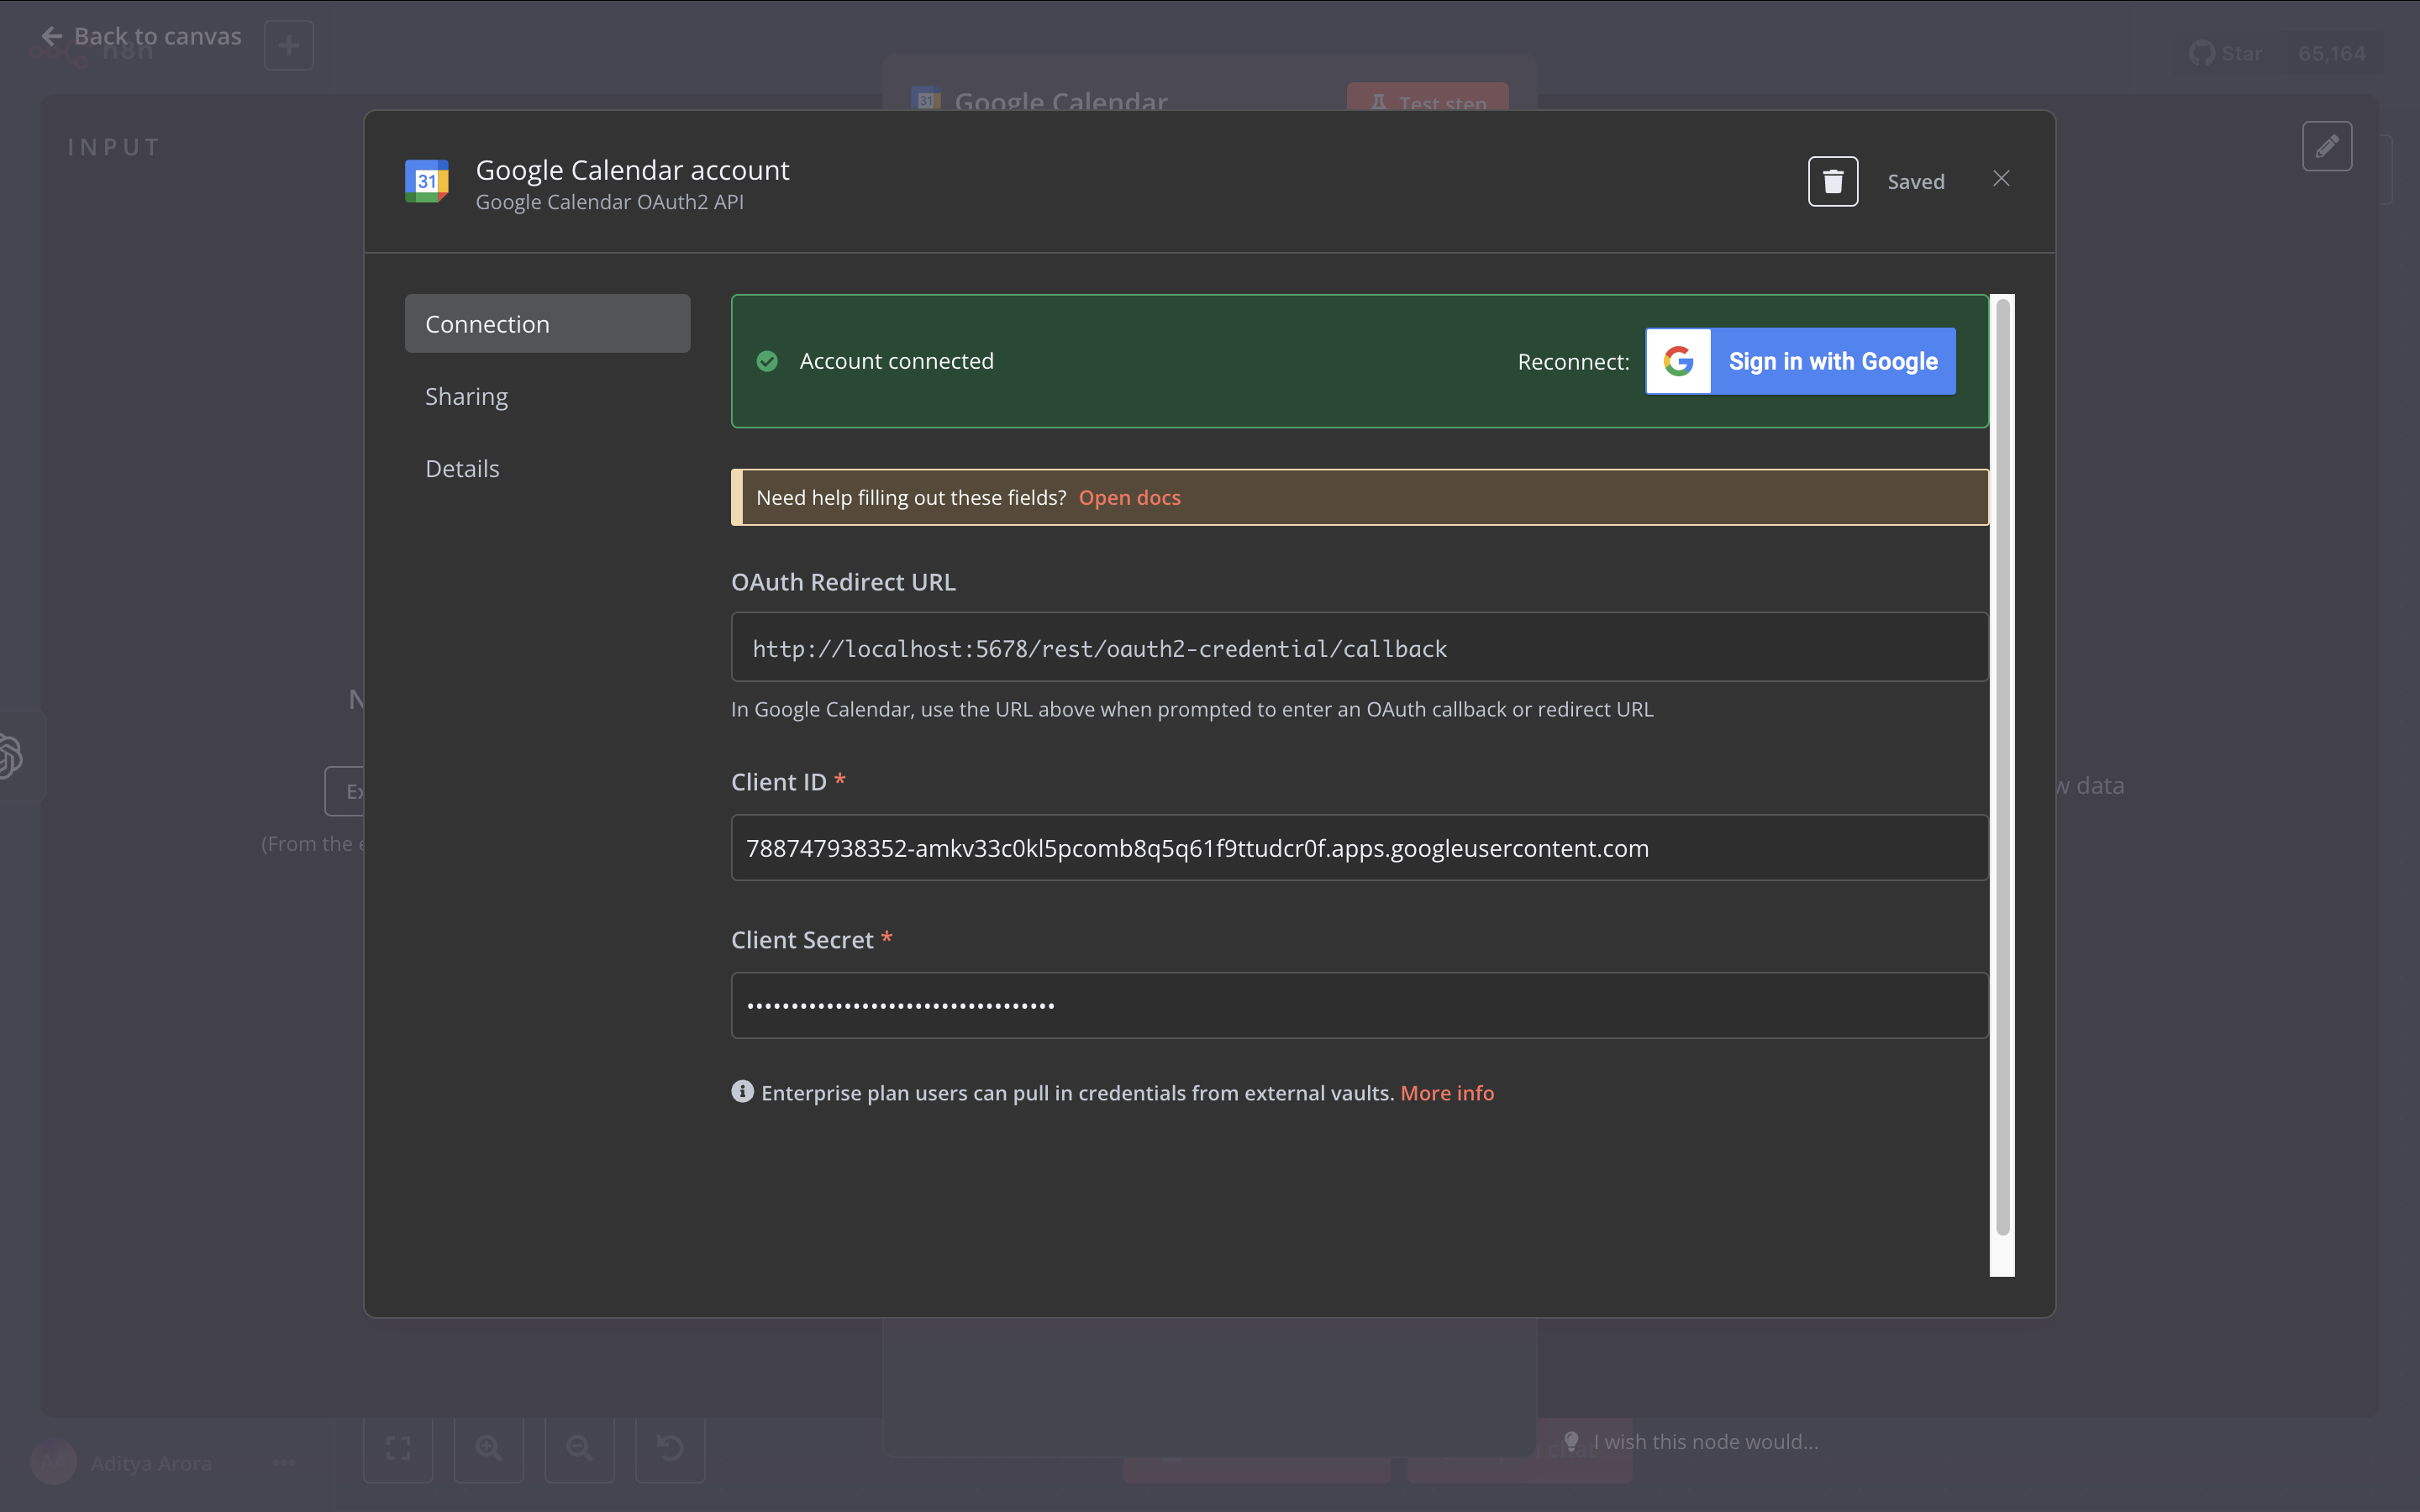 Back to canvas
n8n
Star 65,164
Google Calendar
Test step
INPUT
31
Google Calendar account
Google Calendar OAuth2 API
Saved
Connection
Sharing
Details
Account connected
Reconnect:
Sign in with Google
Need help filling out these fields? Open docs
OAuth Redirect URL
http://localhost:5678/rest/oauth2-credential/callback
In Google Calendar, use the URL above when prompted to enter an OAuth callback or redirect URL
Client ID *
788747938352-amkv33c0kl5pcomb8q5q61f9ttudcr0f.apps.googleusercontent.com
Client Secret *
••••••••••••••••••••••••••••••••••• 
Enterprise plan users can pull in credentials from external vaults. More info
(From the
data
AA
Aditya Arora
I wish this node would...